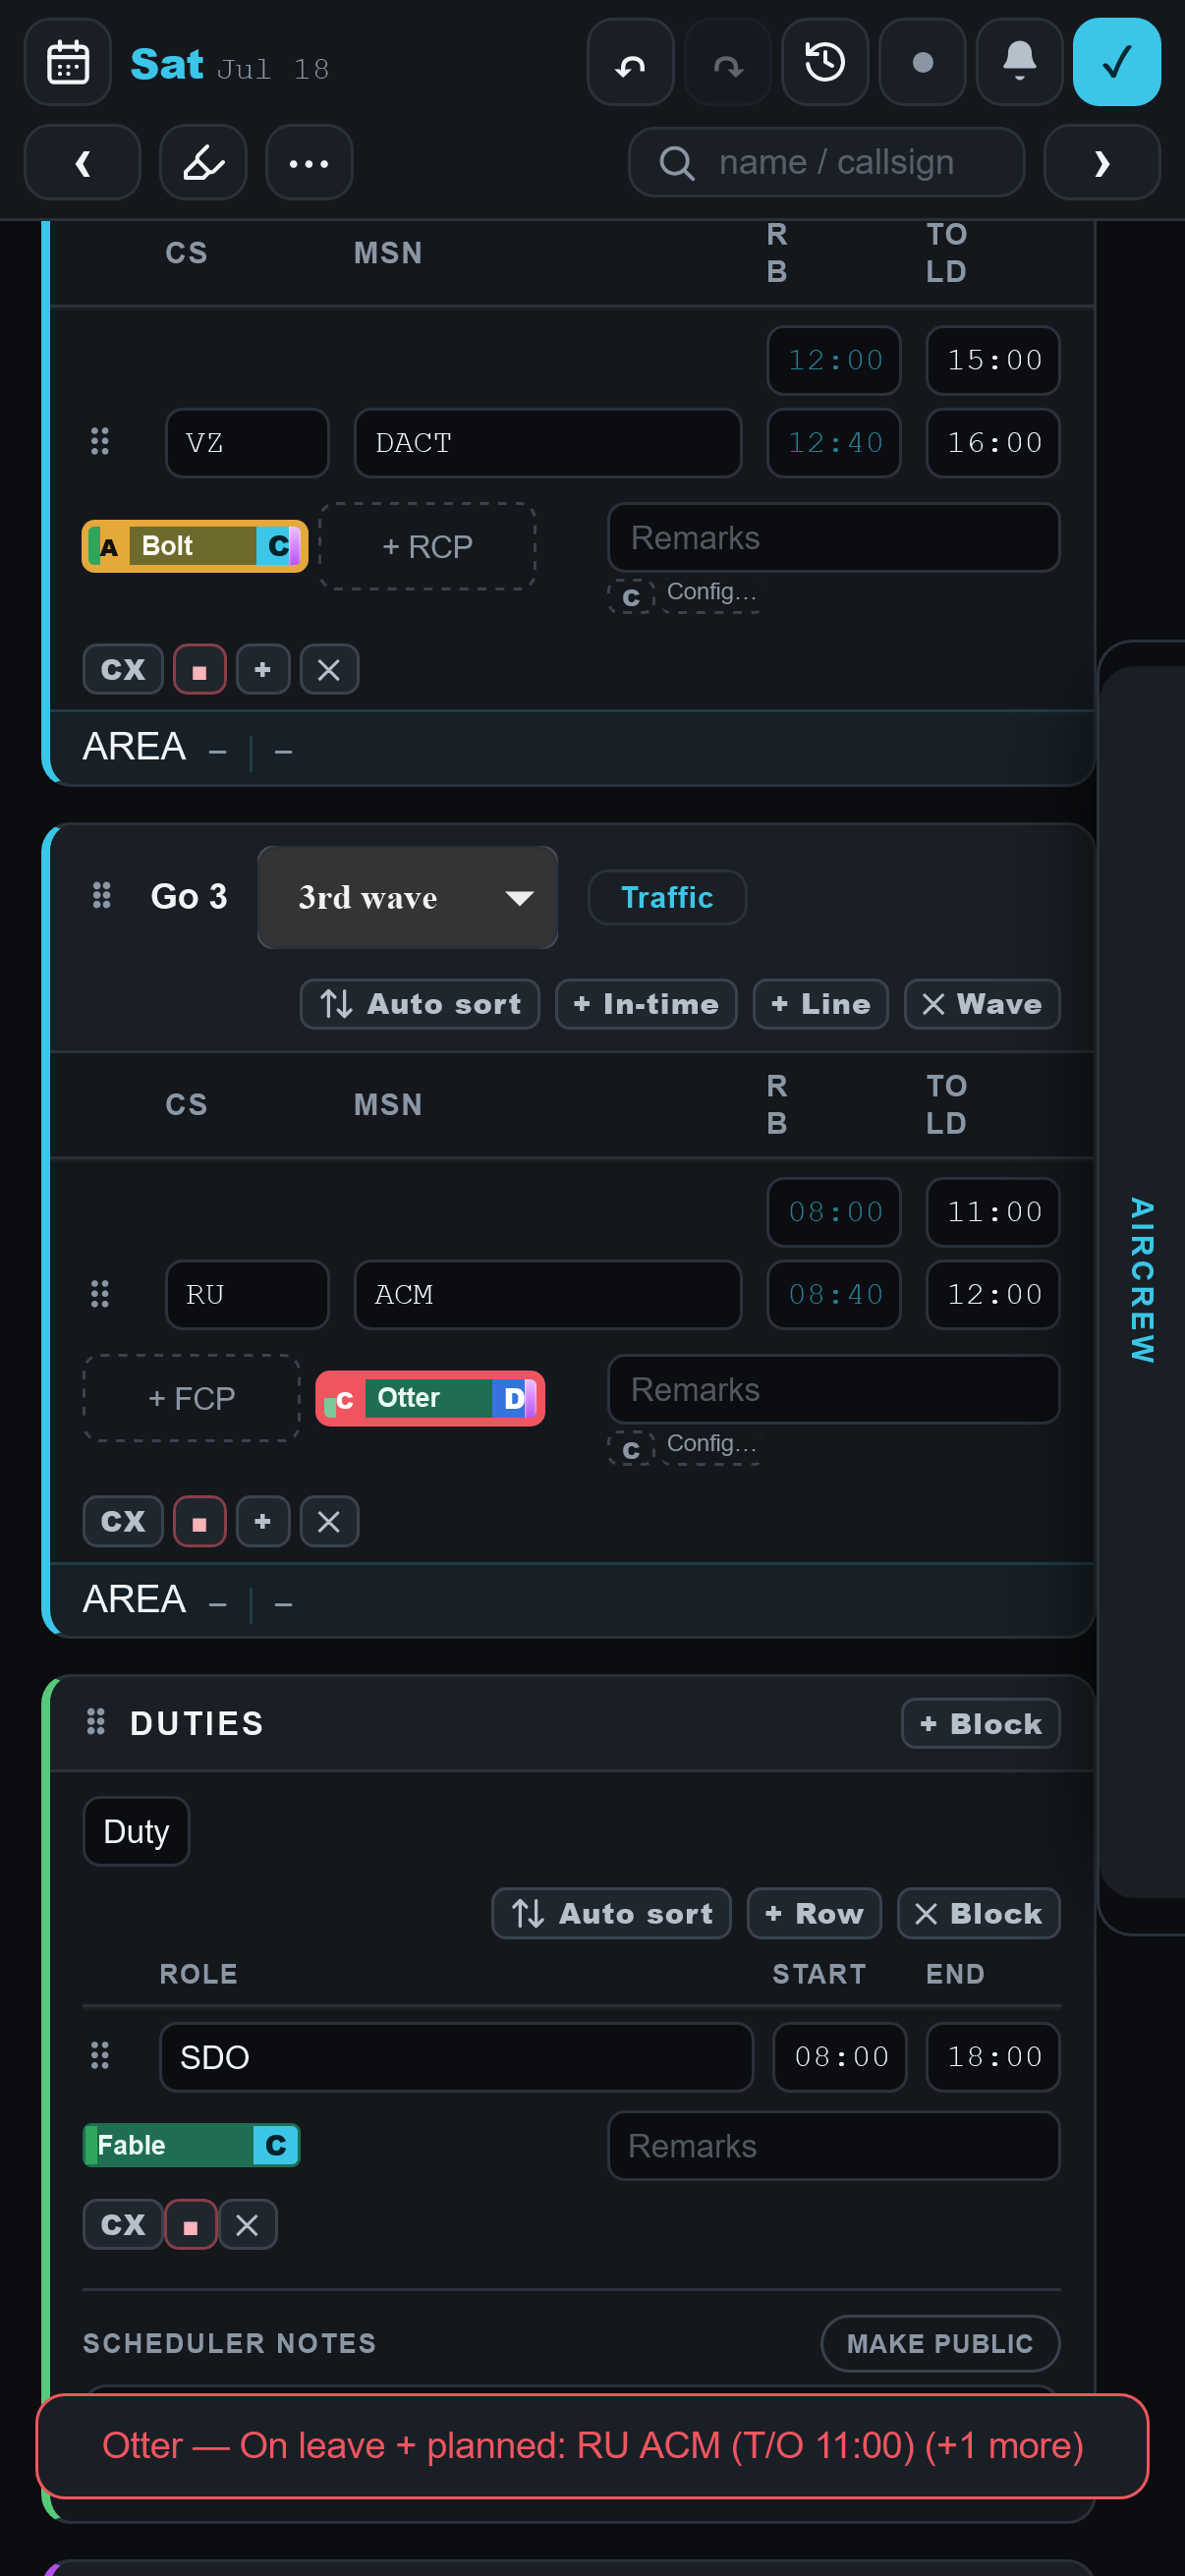 Sat Jul 18
name / callsign
CS MSN R B TO LD
12:00 15:00
VZ DACT 12:40 16:00
A Bolt C + RCP Remarks
C Config...
CX + ×
AREA – | –
Go 3 3rd wave Traffic
Auto sort + In-time + Line × Wave
CS MSN R B TO LD
08:00 11:00
RU ACM 08:40 12:00
+ FCP C Otter D Remarks
C Config...
CX + ×
AREA – | –
AIRCREW
DUTIES + Block
Duty
Auto sort + Row × Block
ROLE START END
SDO 08:00 18:00
Fable C Remarks
CX ×
SCHEDULER NOTES MAKE PUBLIC
Otter — On leave + planned: RU ACM (T/O 11:00) (+1 more)